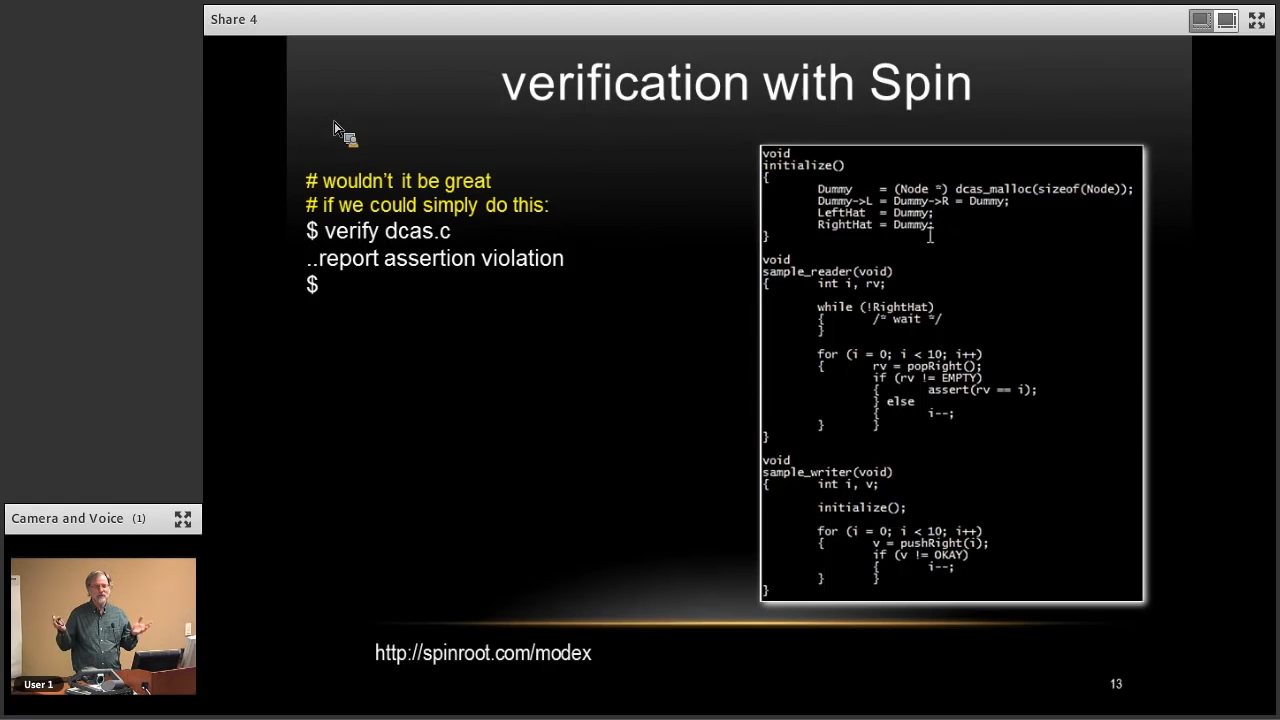 Share 4
verification with Spin
# wouldn't it be great
# if we could simply do this:
$ verify dcas.c
..report assertion violation
$
void
initialize()
{
Dummy = (Node *) dcas_malloc(sizeof(Node));
Dummy->L = Dummy->R = Dummy;
LeftHat = Dummy;
RightHat = Dummy;
}
void
sample_reader(void)
{ int i, rv;
while (!RightHat)
{ /* wait */
}
for (i = 0; i < 10; i++)
{ rv = popRight();
if (rv != EMPTY)
{ assert(rv == i);
} else
{ i--;
} }
}
void
sample_writer(void)
{ int i, v;
initialize();
for (i = 0; i < 10; i++)
{ v = pushRight(i);
if (v != OKAY)
{ i--;
} }
}
http://spinroot.com/modex
13
Camera and Voice (1)
User 1